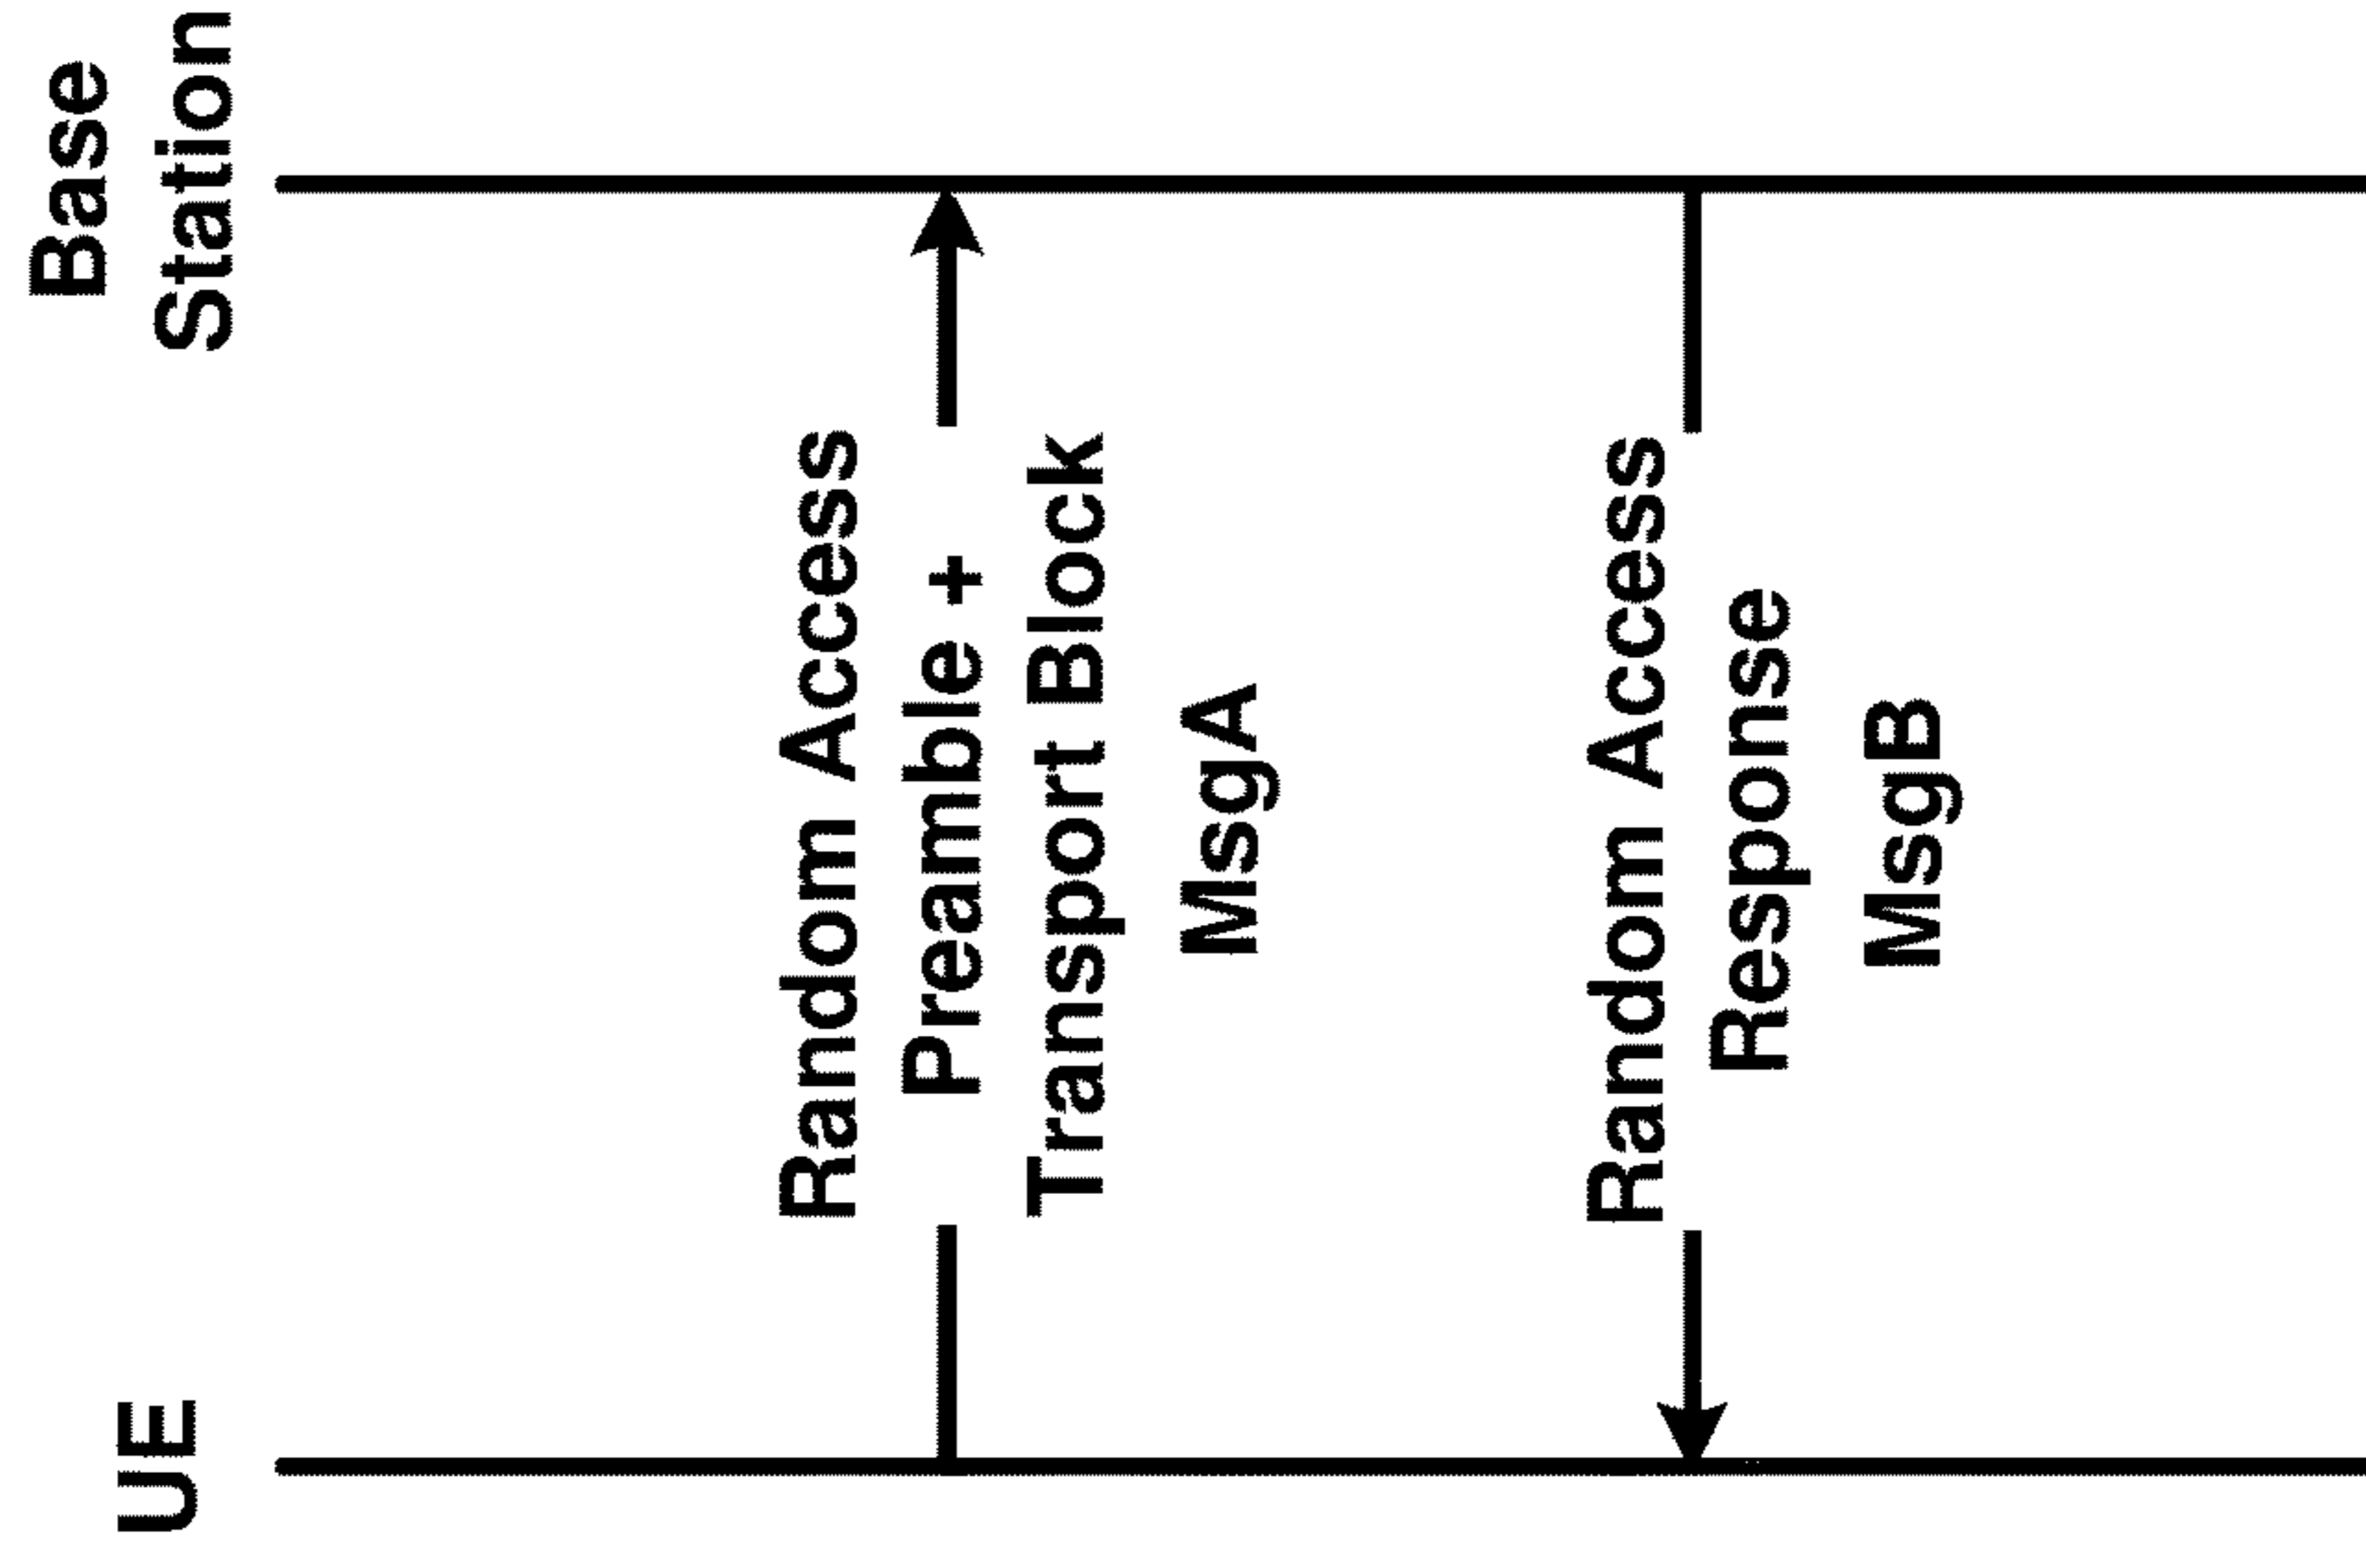 UE
Base
Station
Random Access
Preamble +
Transport Block
MsgA
Random Access
Response
MsgB